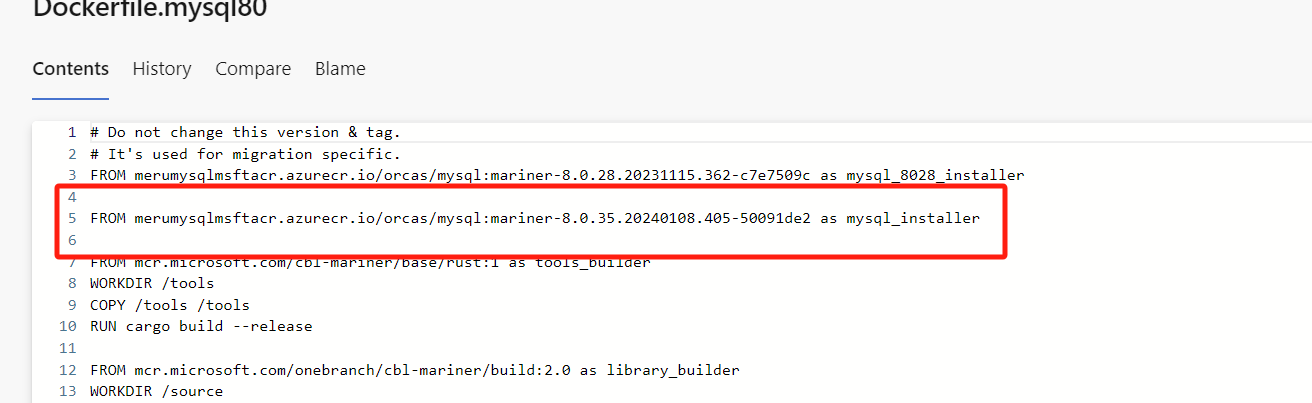 Dockerfile.mysql80
Contents History Compare Blame
1 # Do not change this version & tag.
2 # It's used for migration specific.
3 FROM merumysqlmsftacr.azurecr.io/orcas/mysql:mariner-8.0.28.20231115.362-c7e7509c as mysql_8028_installer
4
5 FROM merumysqlmsftacr.azurecr.io/orcas/mysql:mariner-8.0.35.20240108.405-50091de2 as mysql_installer
6
7 FROM mcr.microsoft.com/cbl-mariner/base/rust:1 as tools_builder
8 WORKDIR /tools
9 COPY /tools /tools
10 RUN cargo build --release
11
12 FROM mcr.microsoft.com/onebranch/cbl-mariner/build:2.0 as library_builder
13 WORKDIR /source